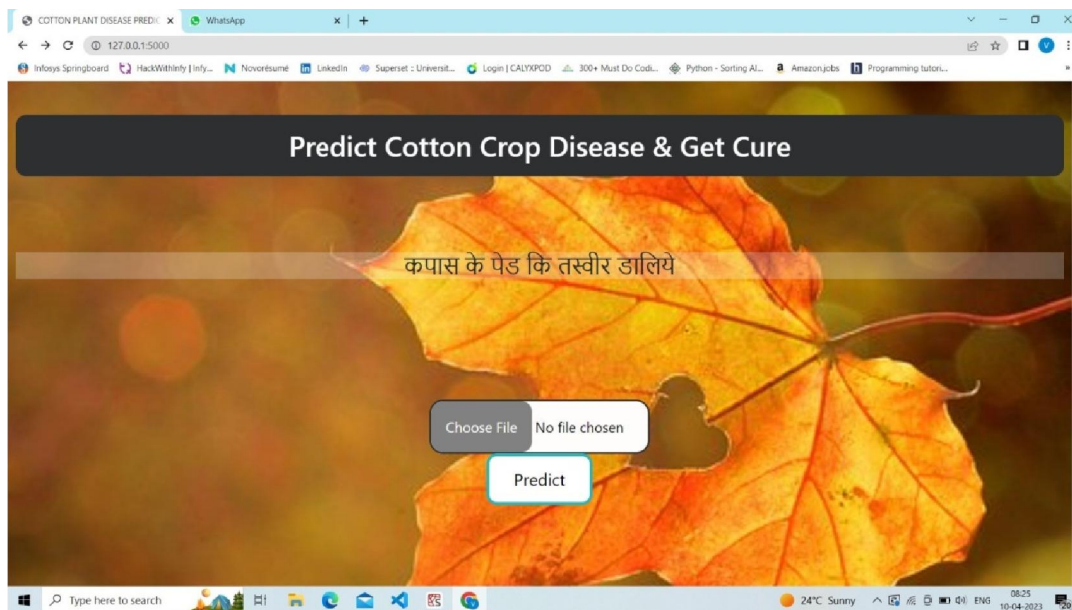 COTTON PLANT DISEASE PREDIC
WhatsApp
127.0.0.1:5000
Infosys Springboard
HackWithInfy | Infy...
Novorésumé
LinkedIn
Superset :: Universit...
Login | CALYXPOD
300+ Must Do Codi...
Python - Sorting Al...
Amazon.jobs
Programming tutori...
Predict Cotton Crop Disease & Get Cure
कपास के पेड कि तस्वीर डालिये
Choose File No file chosen
Predict
Type here to search
24°C Sunny
ENG
08:25
10-04-2023